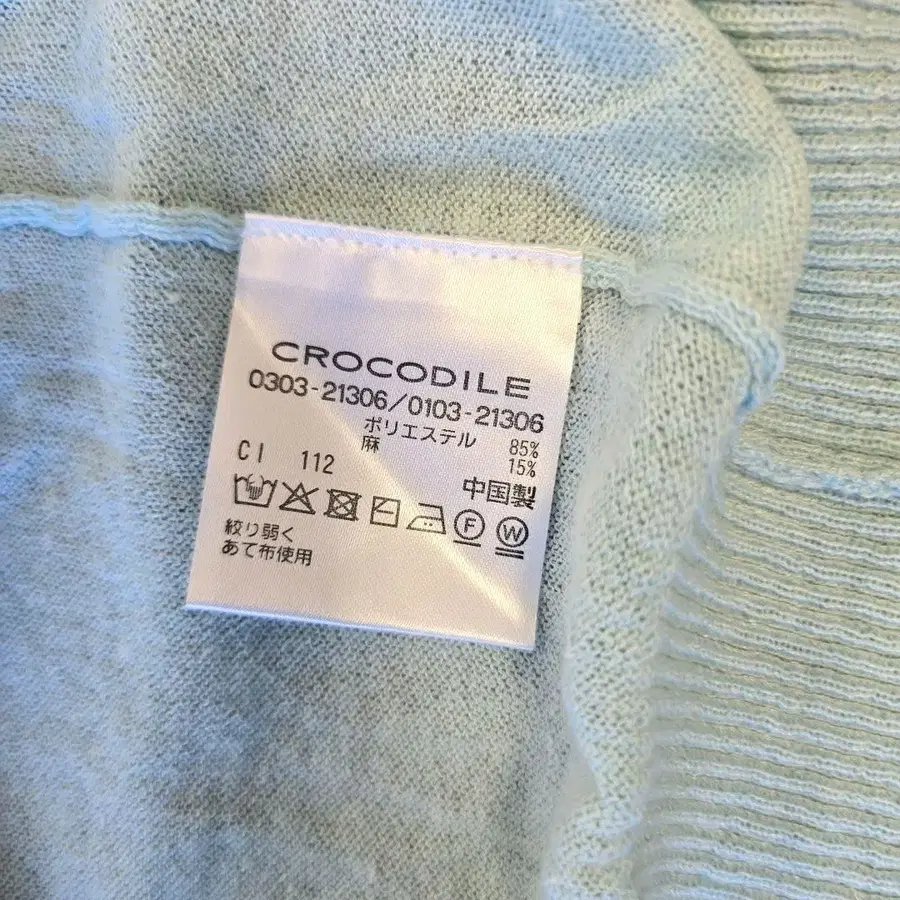 CROCODILE
0303-21306/0103-21306
ポリエステル 85%
麻 15%
CI 112
中国製
F W
絞り弱く
あて布使用